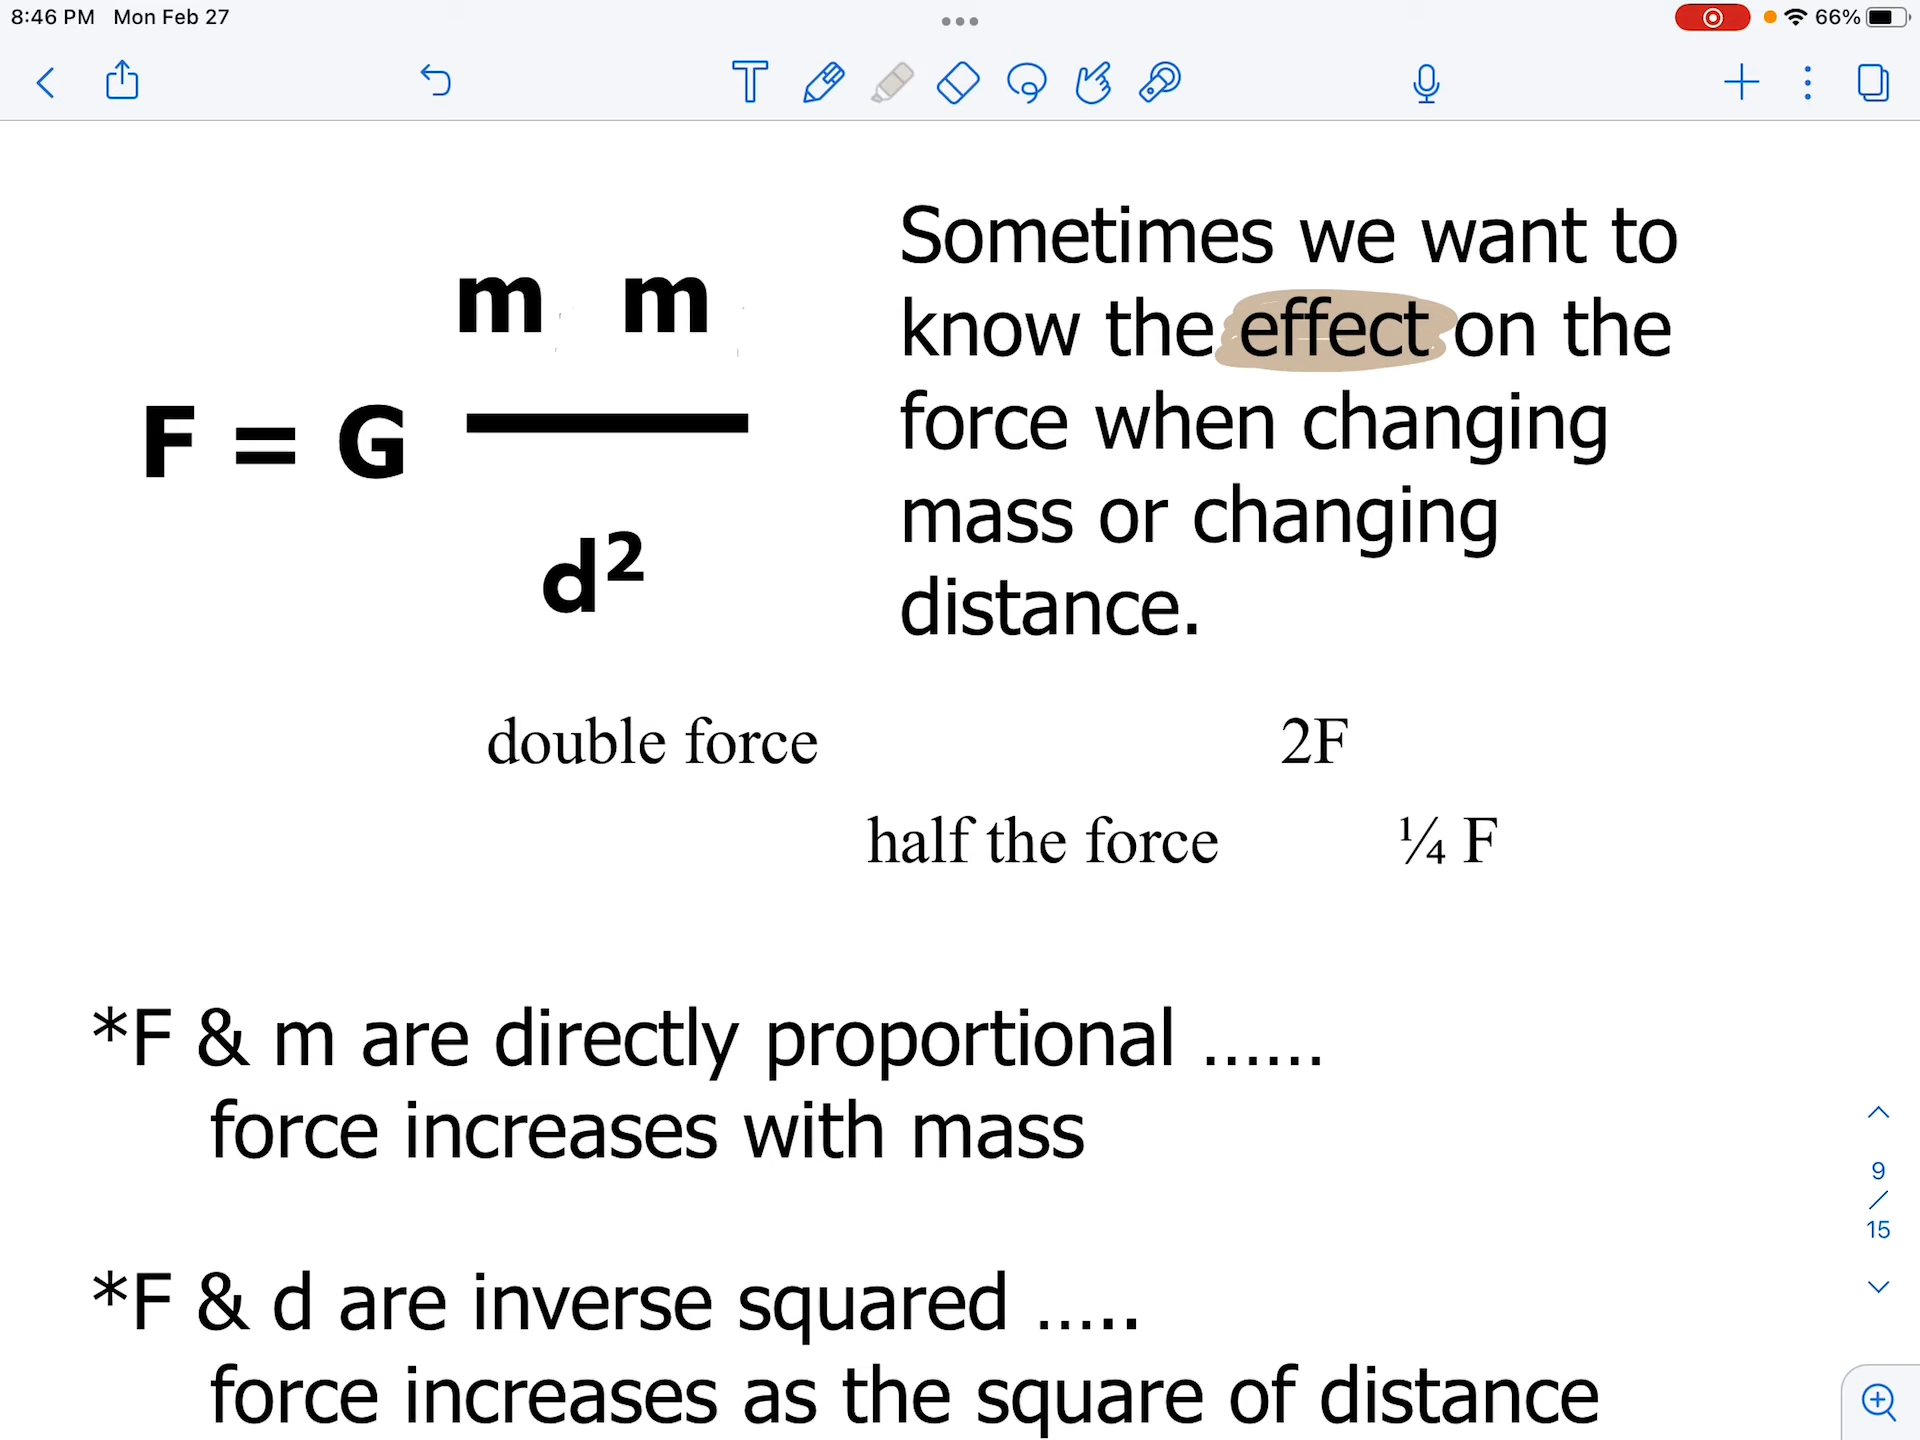 8:46 PM Mon Feb 27
66%
T
Sometimes we want to
know the effect on the
force when changing
mass or changing
distance.
m m
F = G
d²
double force 2F
half the force ¼ F
*F & m are directly proportional ......
force increases with mass
*F & d are inverse squared .....
force increases as the square of distance
9
/
15